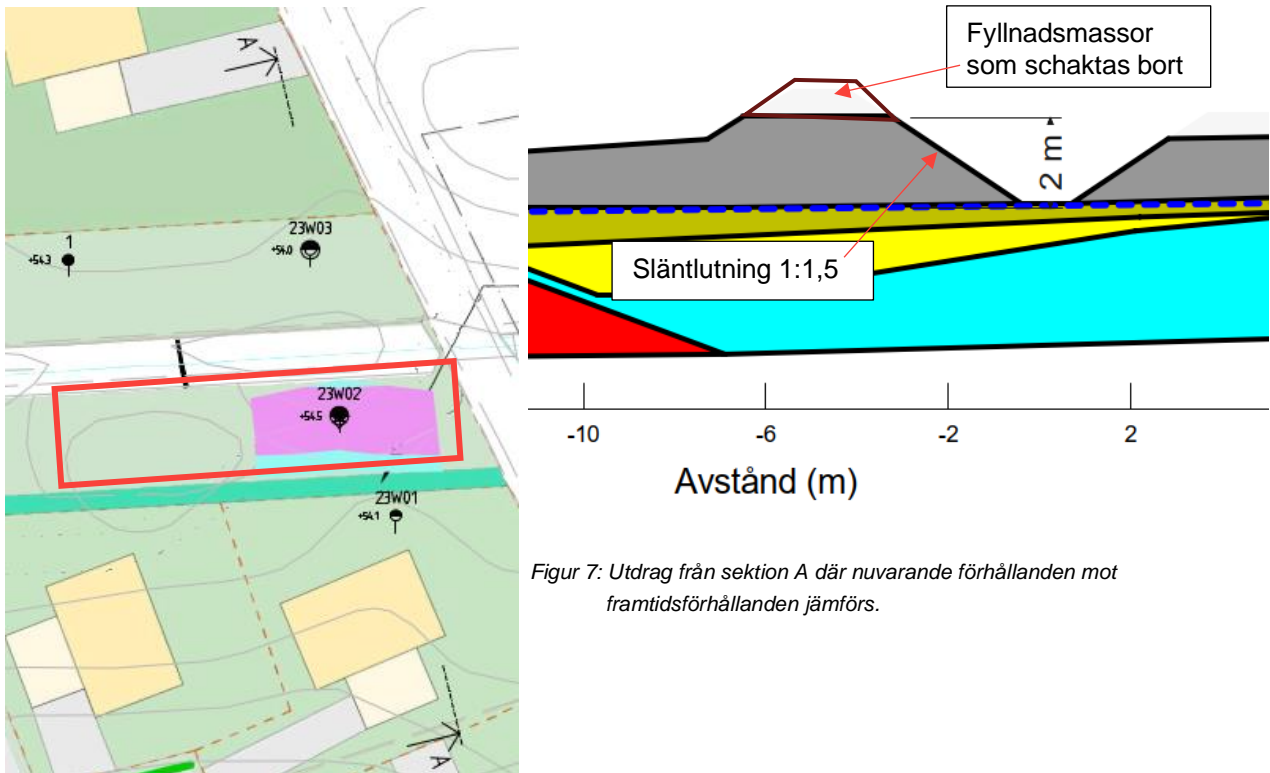 A
1
+54.3
23W03
+54.0
23W02
+54.5
23W01
+54.1
A
Fyllnadsmassor
som schaktas bort
2 m
Släntlutning 1:1,5
-10 -6 -2 2
Avstånd (m)
Figur 7: Utdrag från sektion A där nuvarande förhållanden mot
framtidsförhållanden jämförs.